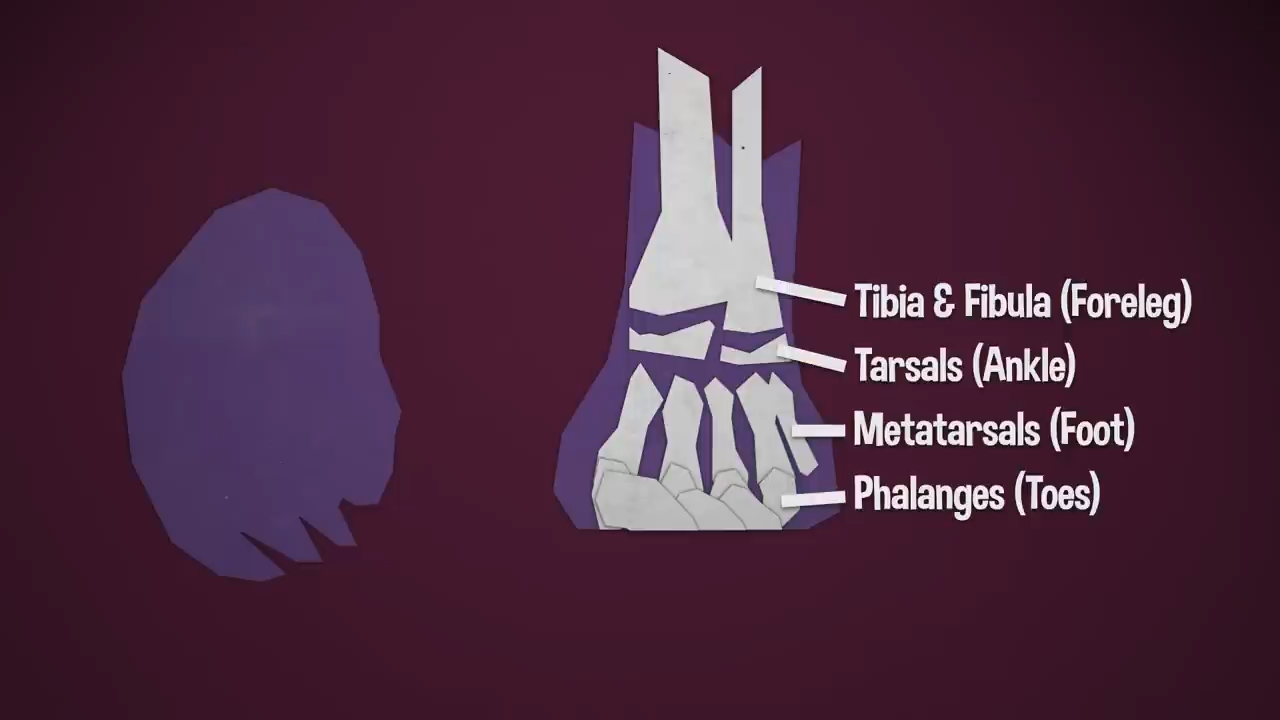 Tibia & Fibula (Foreleg)
Tarsals (Ankle)
Metatarsals (Foot)
Phalanges (Toes)